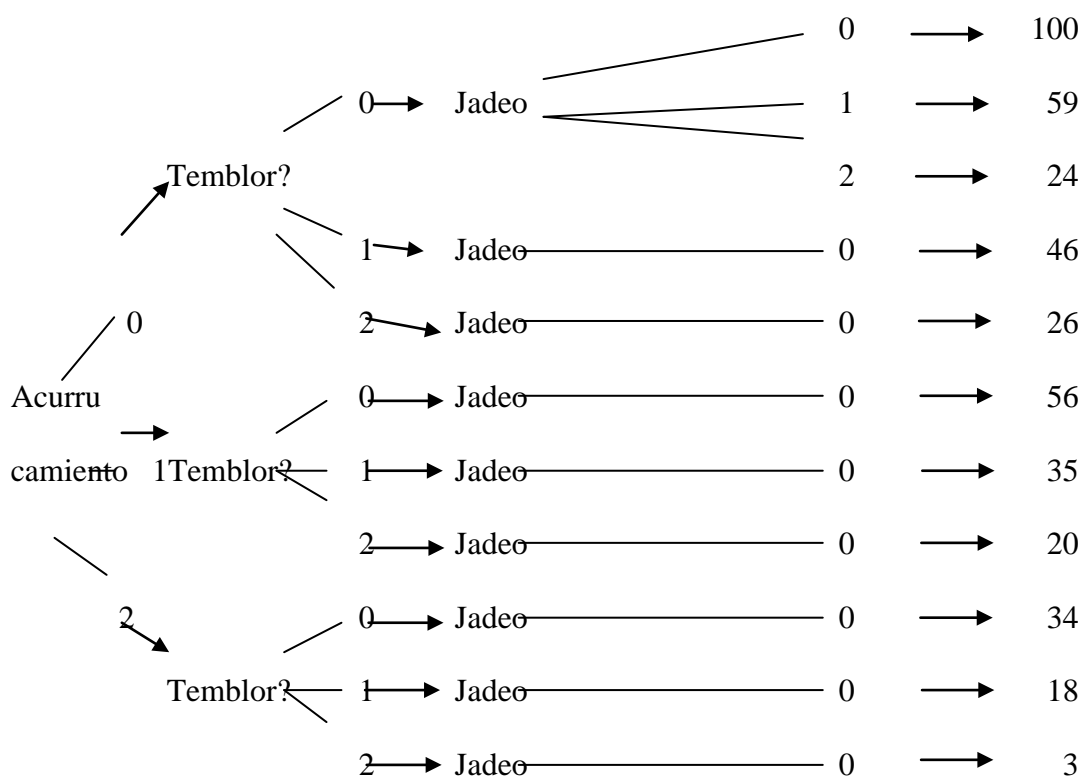 0 100
0 Jadeo 1 59
Temblor? 2 24
1 Jadeo 0 46
0 2 Jadeo 0 26
Acurru 0 Jadeo 0 56
camiento 1Temblor? 1 Jadeo 0 35
2 Jadeo 0 20
2 0 Jadeo 0 34
Temblor? 1 Jadeo 0 18
2 Jadeo 0 3